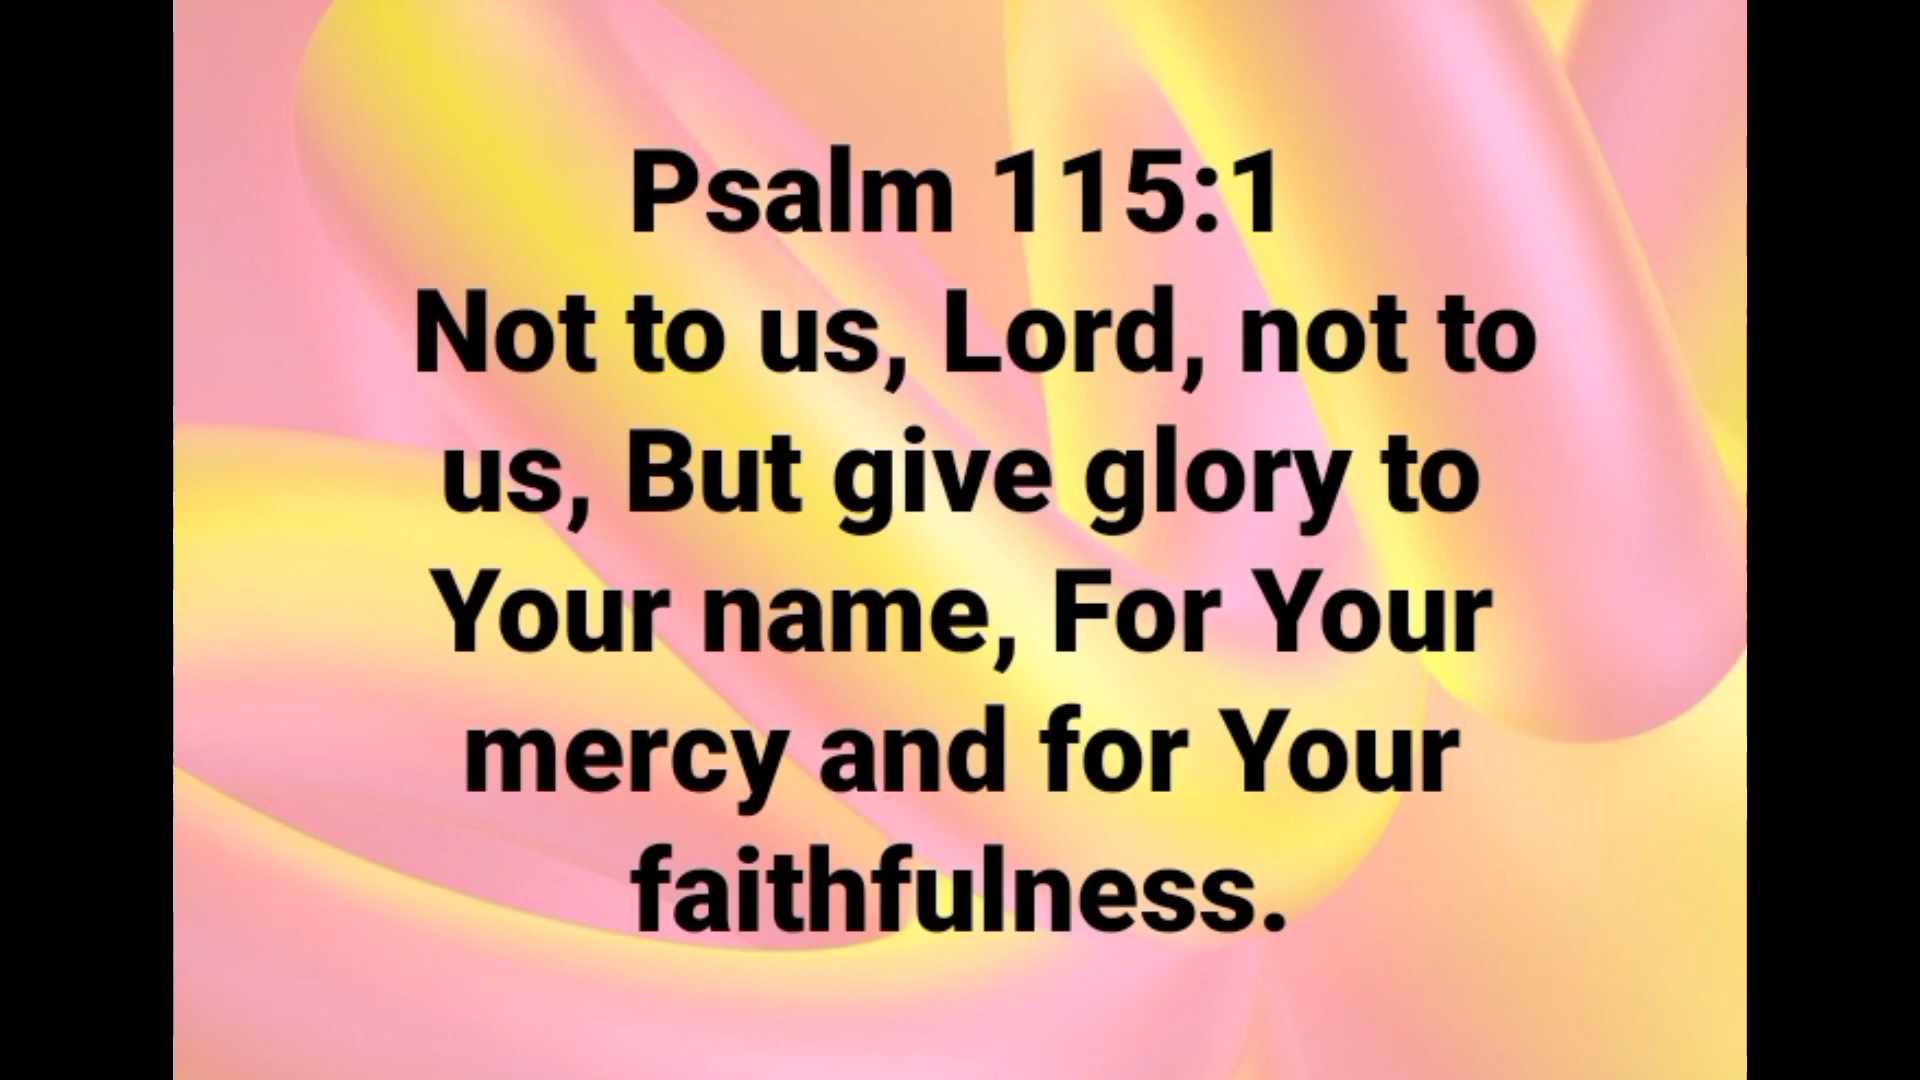 Psalm 115:1
Not to us, Lord, not to
us, But give glory to
Your name, For Your
mercy and for Your
faithfulness.